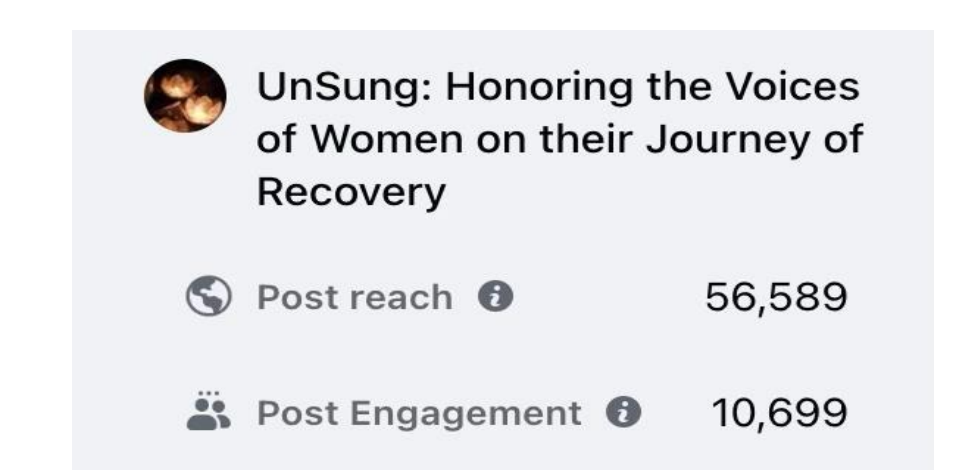 UnSung: Honoring the Voices
of Women on their Journey of
Recovery
Post reach 56,589
Post Engagement 10,699